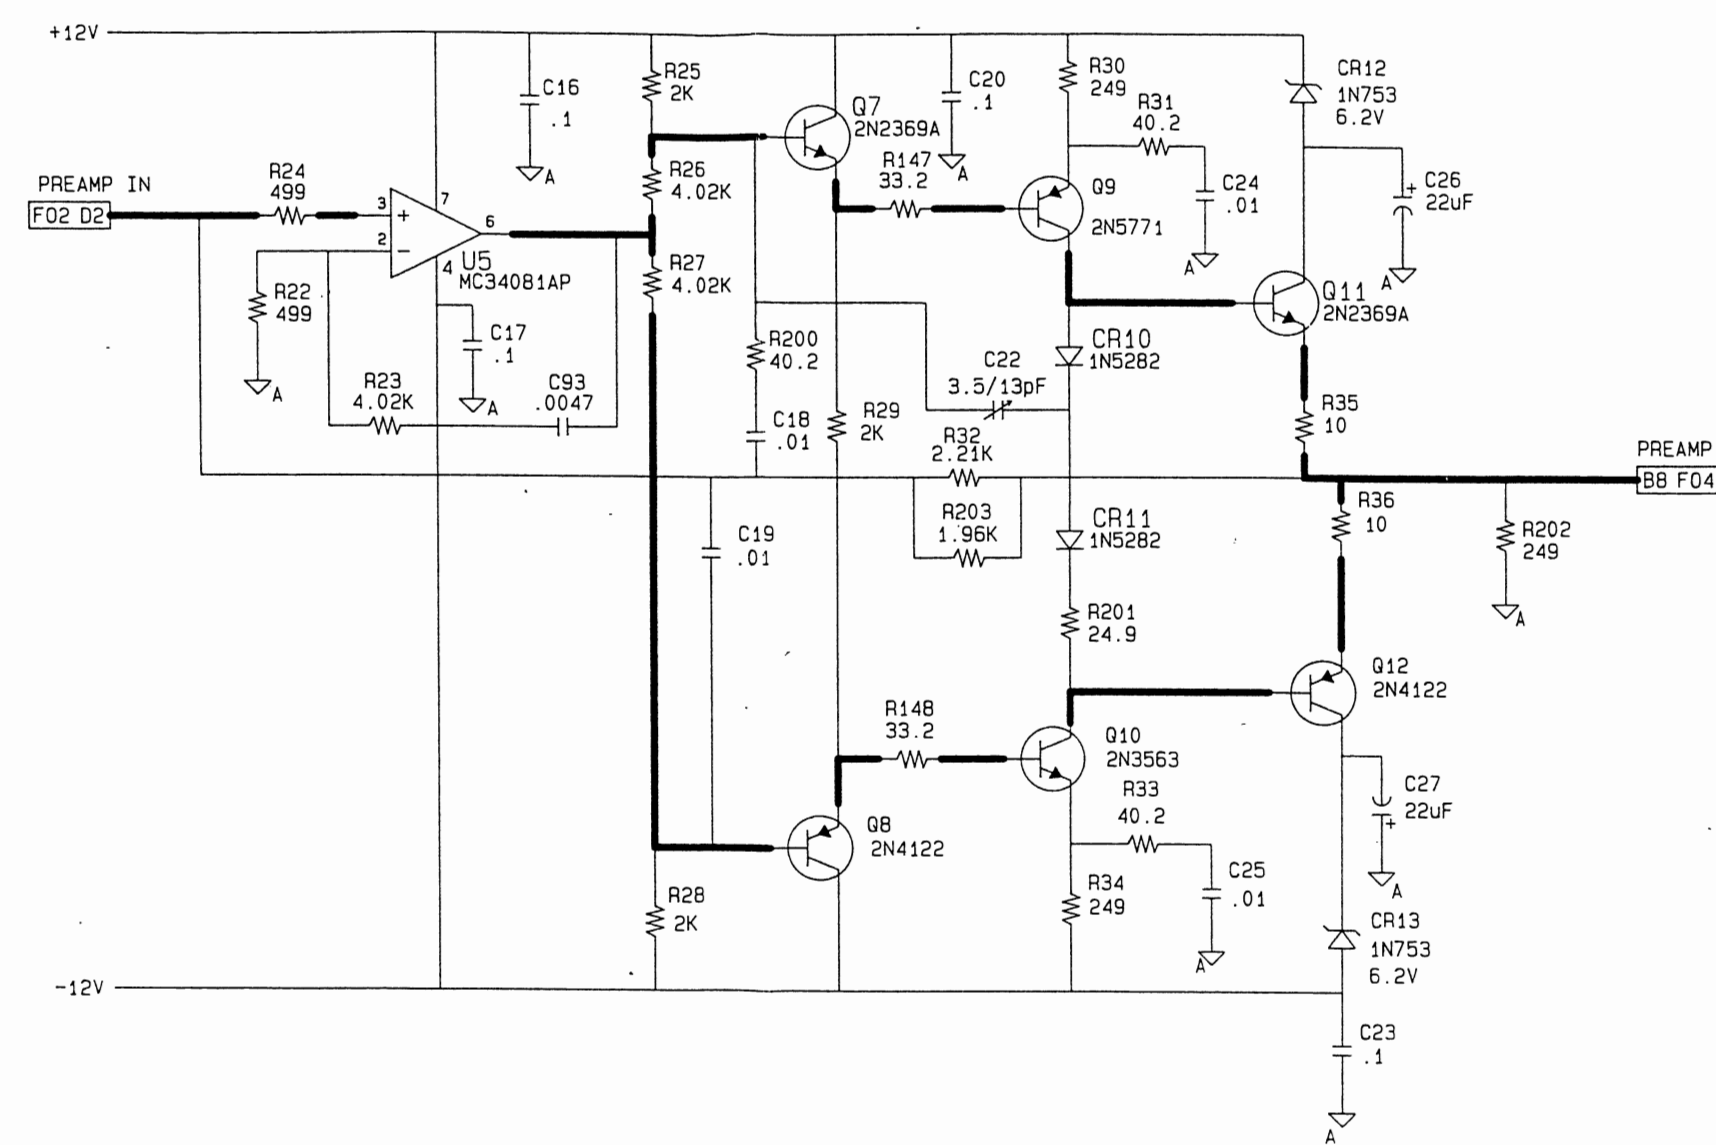 +12V
PREAMP IN
F02 D2
R24
499
3
+
2
−
7
6
4
U5
MC34081AP
R22
499
A
R23
4.02K
C93
.0047
C17
.1
A
C16
.1
A
R25
2K
R26
4.02K
R27
4.02K
Q7
2N2369A
C20
.1
A
R147
33.2
R30
249
R31
40.2
Q9
2N5771
C24
.01
A
CR12
1N753
6.2V
+
C26
22uF
A
Q11
2N2369A
R200
40.2
C18
.01
R29
2K
C22
3.5/13pF
CR10
1N5282
R35
10
R32
2.21K
R203
1.96K
C19
.01
CR11
1N5282
PREAMP
B8 F04
R36
10
R202
249
A
R201
24.9
Q12
2N4122
R148
33.2
Q10
2N3563
R33
40.2
Q8
2N4122
C27
22uF
+
A
R28
2K
R34
249
C25
.01
A
CR13
1N753
6.2V
-12V
C23
.1
A